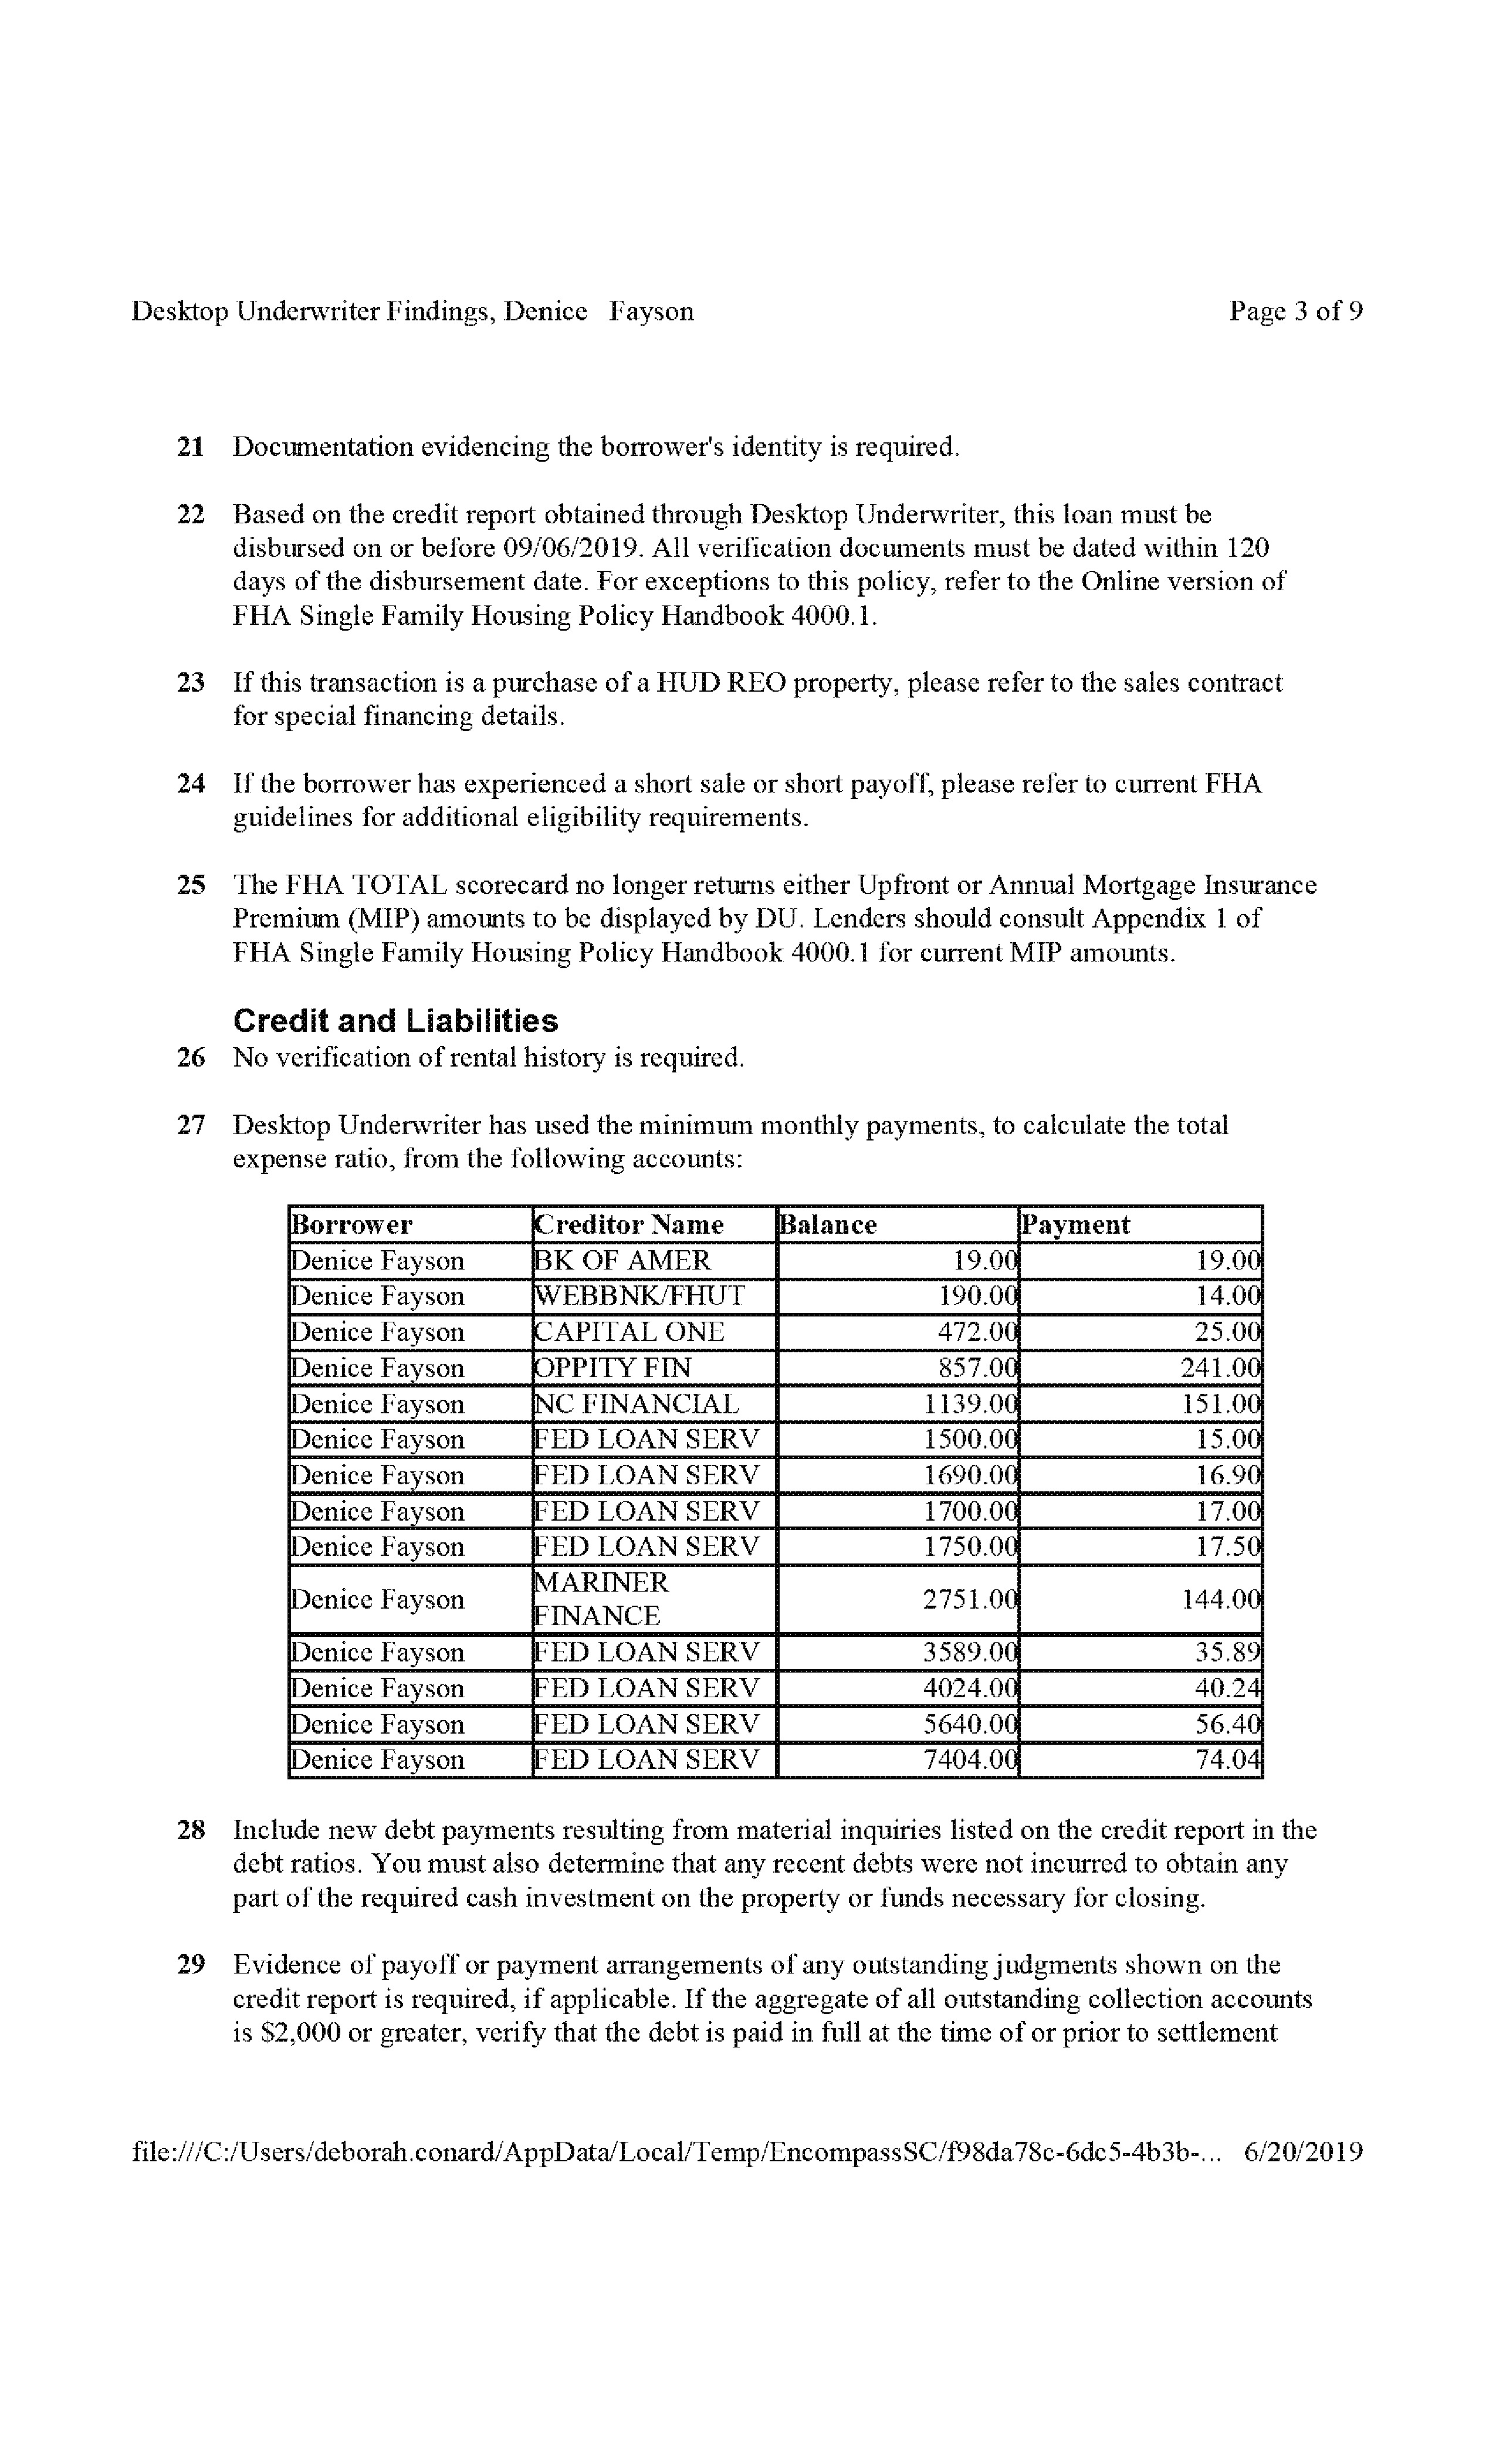 Desktop Underwriter Findings, Denice Fayson Page 3 of 9
21 Documentation evidencing the borrower's identity is required.
22 Based on the credit report obtained through Desktop Underwriter, this loan must be
disbursed on or before 09/06/2019. All verification documents must be dated within 120
days of the disbursement date. For exceptions to this policy, refer to the Online version of
FHA Single Family Housing Policy Handbook 4000.1.
23 If this transaction is a purchase of a HUD REO property, please refer to the sales contract
for special financing details.
24 If the borrower has experienced a short sale or short payoff, please refer to current FHA
guidelines for additional eligibility requirements.
25 The FHA TOTAL scorecard no longer returns either Upfront or Annual Mortgage Insurance
Premium (MIP) amounts to be displayed by DU. Lenders should consult Appendix 1 of
FHA Single Family Housing Policy Handbook 4000.1 for current MIP amounts.
Credit and Liabilities
26 No verification of rental history is required.
27 Desktop Underwriter has used the minimum monthly payments, to calculate the total
expense ratio, from the following accounts:
Borrower Creditor Name Balance Payment
Denice Fayson BK OF AMER 19.00 19.00
Denice Fayson WEBBNK/FHUT 190.00 14.00
Denice Fayson CAPITAL ONE 472.00 25.00
Denice Fayson OPPITY FIN 857.00 241.00
Denice Fayson NC FINANCIAL 1139.00 151.00
Denice Fayson FED LOAN SERV 1500.00 15.00
Denice Fayson FED LOAN SERV 1690.00 16.90
Denice Fayson FED LOAN SERV 1700.00 17.00
Denice Fayson FED LOAN SERV 1750.00 17.50
Denice Fayson MARINER FINANCE 2751.00 144.00
Denice Fayson FED LOAN SERV 3589.00 35.89
Denice Fayson FED LOAN SERV 4024.00 40.24
Denice Fayson FED LOAN SERV 5640.00 56.40
Denice Fayson FED LOAN SERV 7404.00 74.04
28 Include new debt payments resulting from material inquiries listed on the credit report in the
debt ratios. You must also determine that any recent debts were not incurred to obtain any
part of the required cash investment on the property or funds necessary for closing.
29 Evidence of payoff or payment arrangements of any outstanding judgments shown on the
credit report is required, if applicable. If the aggregate of all outstanding collection accounts
is $2,000 or greater, verify that the debt is paid in full at the time of or prior to settlement
file:///C:/Users/deborah.conard/AppData/Local/Temp/EncompassSC/f98da78c-6dc5-4b3b-... 6/20/2019